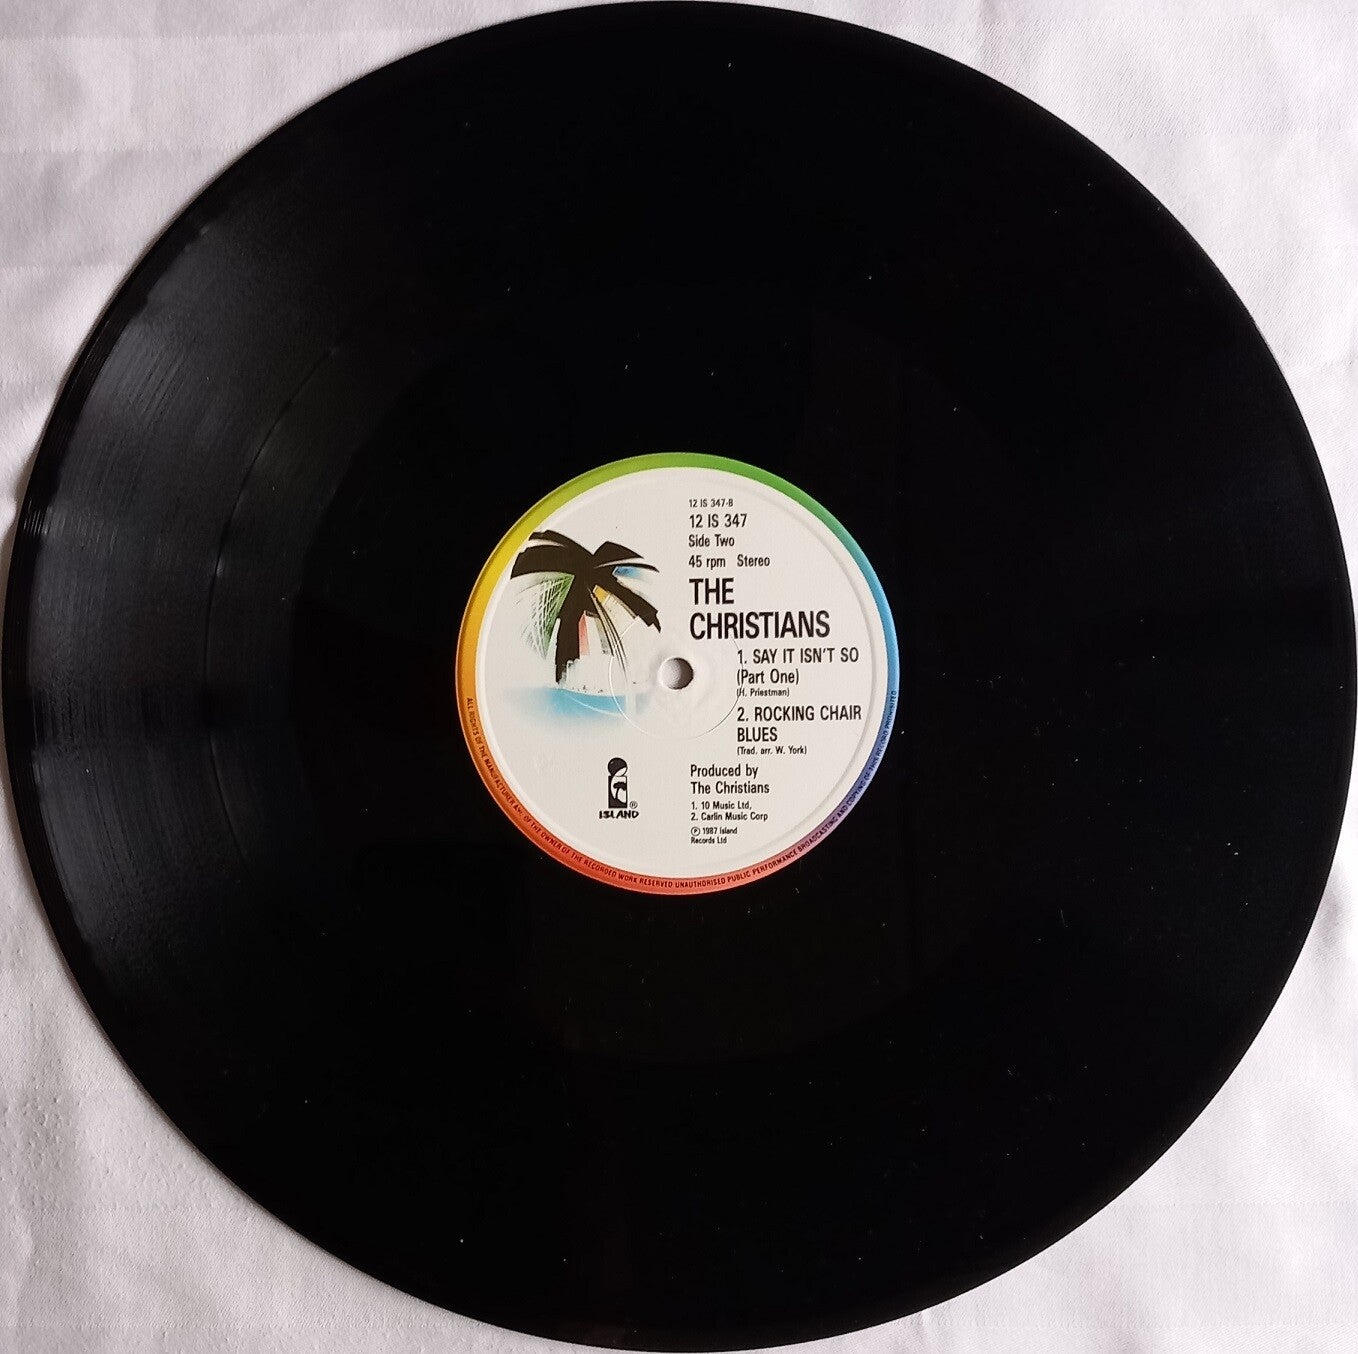 12 IS 347-B
12 IS 347
Side Two
45 rpm Stereo
THE
CHRISTIANS
1. SAY IT ISN'T SO
(Part One)
(H. Priestman)
2. ROCKING CHAIR
BLUES
(Trad. arr. W. York)
Produced by
The Christians
1. 10 Music Ltd,
2. Carlin Music Corp
℗ 1987 Island
Records Ltd
ISLAND ®
ALL RIGHTS OF THE MANUFACTURER AND OF THE OWNER OF THE RECORDED WORK RESERVED UNAUTHORISED PUBLIC PERFORMANCE BROADCASTING AND COPYING OF THIS RECORD PROHIBITED